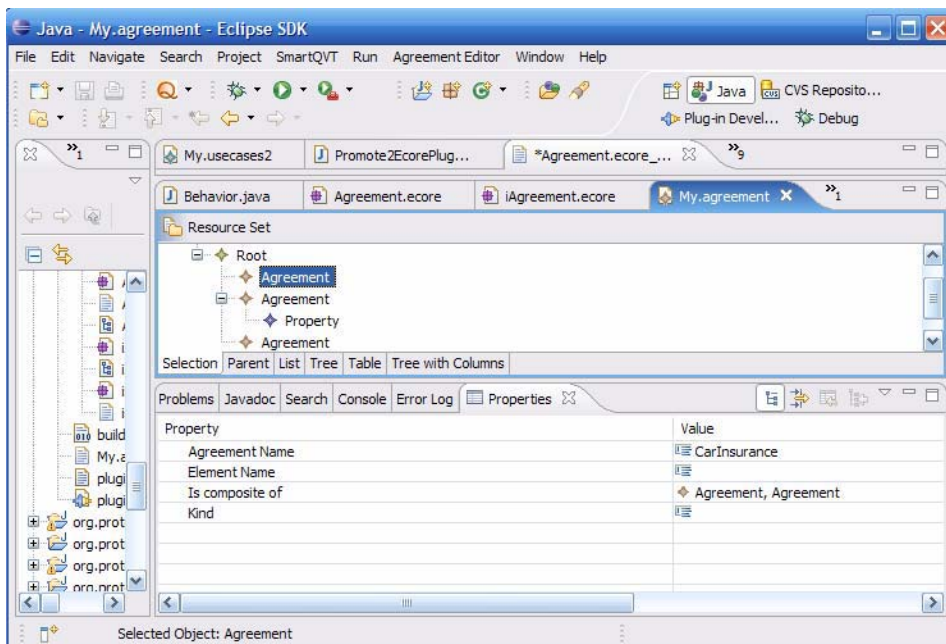 Java - My.agreement - Eclipse SDK
File Edit Navigate Search Project SmartQVT Run Agreement Editor Window Help
Java CVS Reposito...
Plug-in Devel... Debug
»1 My.usecases2 Promote2EcorePlug... *Agreement.ecore_... »9
Behavior.java Agreement.ecore iAgreement.ecore My.agreement »1
Resource Set
Root
Agreement
Agreement
Property
Agreement
Selection Parent List Tree Table Tree with Columns
i
i
i
i
build
My.a
plugi
plugi
org.prot
org.prot
org.prot
org.prot
Problems Javadoc Search Console Error Log Properties
Property Value
Agreement Name CarInsurance
Element Name
Is composite of Agreement, Agreement
Kind
Selected Object: Agreement